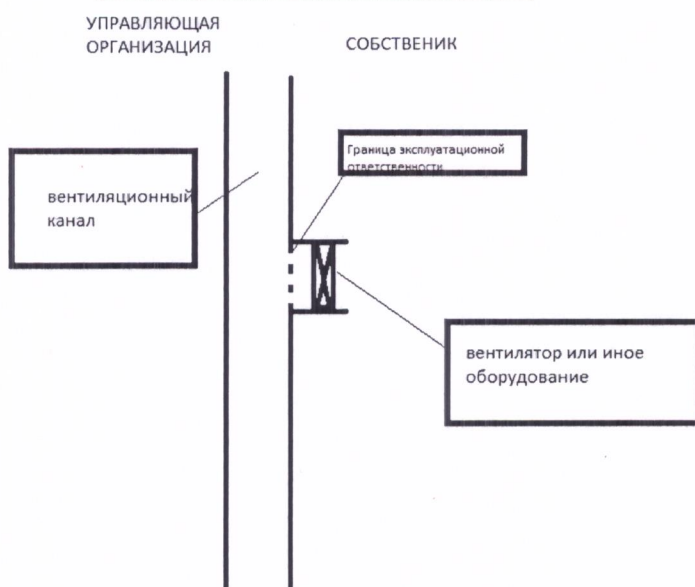 УПРАВЛЯЮЩАЯ
ОРГАНИЗАЦИЯ
СОБСТВЕНИК
Граница эксплуатационной
ответственности
вентиляционный
канал
вентилятор или иное
оборудование